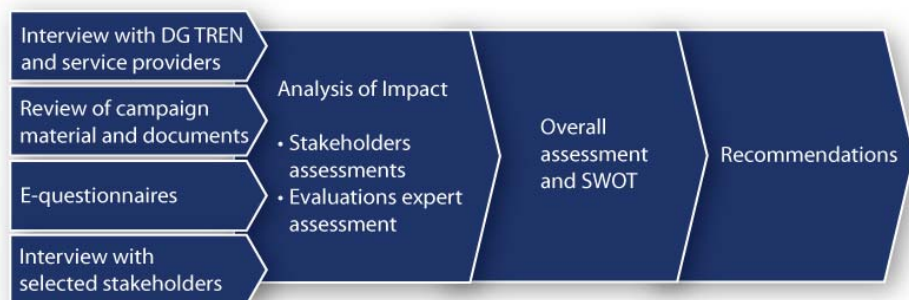 Interview with DG TREN
and service providers
Review of campaign
material and documents
E-questionnaires
Interview with
selected stakeholders
Analysis of Impact
• Stakeholders
assessments
• Evaluations expert
assessment
Overall
assessment
and SWOT
Recommendations